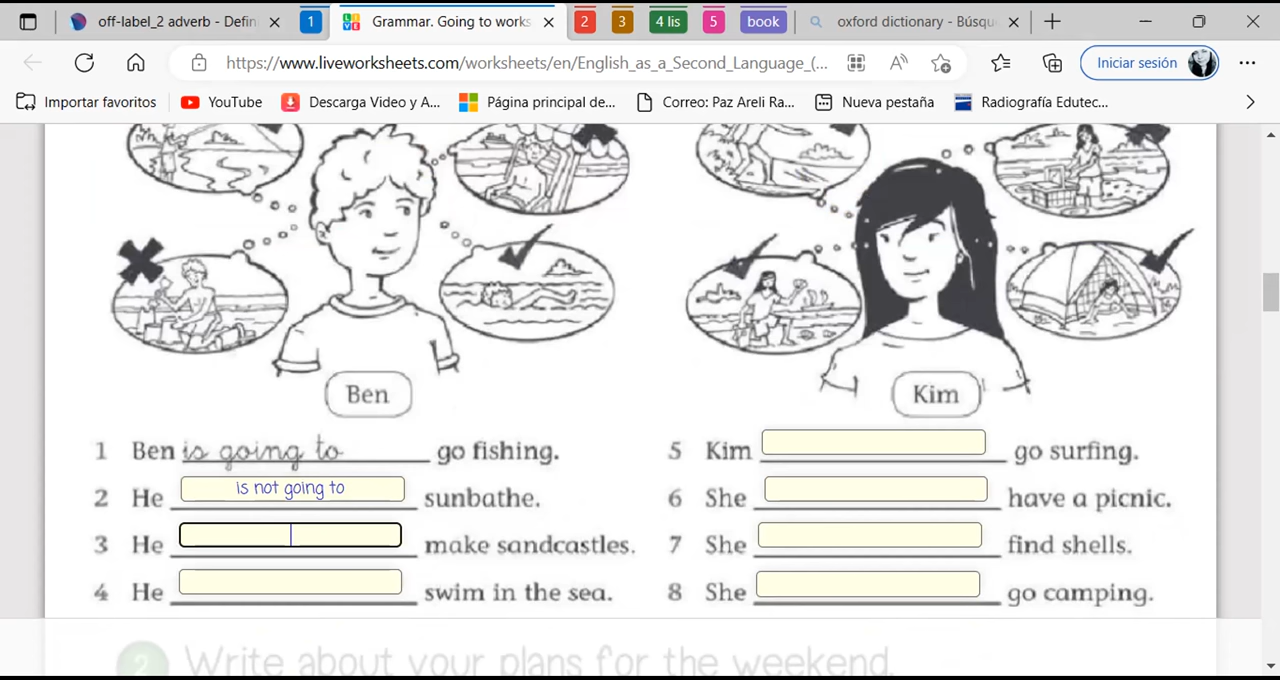 off-label_2 adverb - Defini
1
Grammar. Going to works
2
3
4 lis
5
book
oxford dictionary - Búsqu
https://www.liveworksheets.com/worksheets/en/English_as_a_Second_Language_(...
Iniciar sesión
Importar favoritos
YouTube
Descarga Video y A...
Página principal de...
Correo: Paz Areli Ra...
Nueva pestaña
Radiografía Edutec...
Ben
Kim
1 Ben is going to go fishing.
2 He is not going to sunbathe.
3 He make sandcastles.
4 He swim in the sea.
5 Kim go surfing.
6 She have a picnic.
7 She find shells.
8 She go camping.
2 Write about your plans for the weekend.